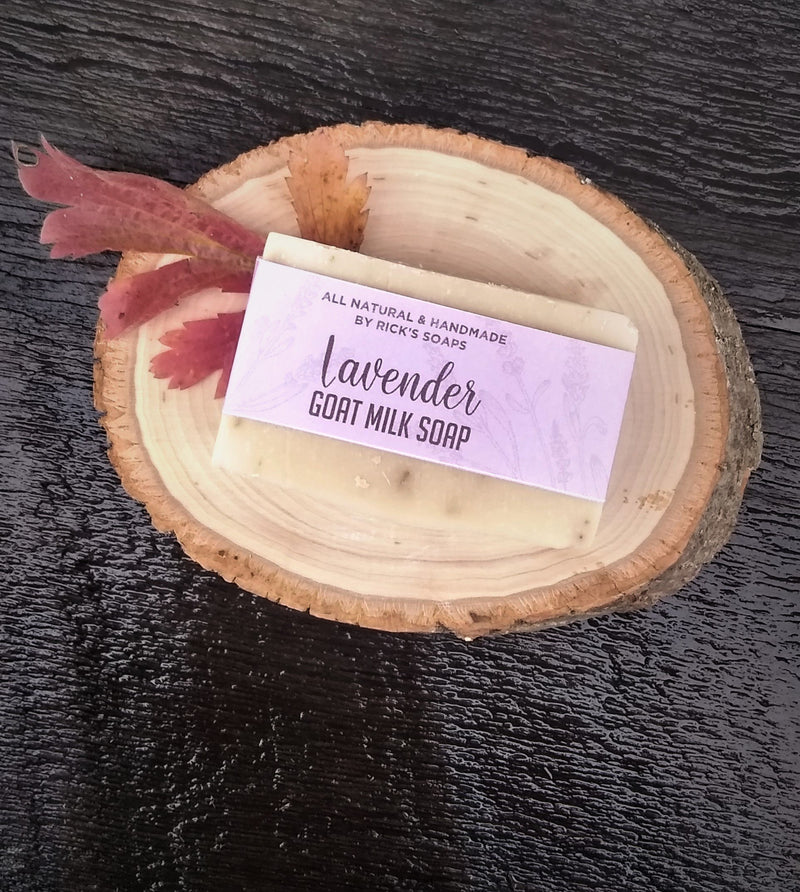 ALL NATURAL & HANDMADE
BY RICK'S SOAPS
lavender
GOAT MILK SOAP